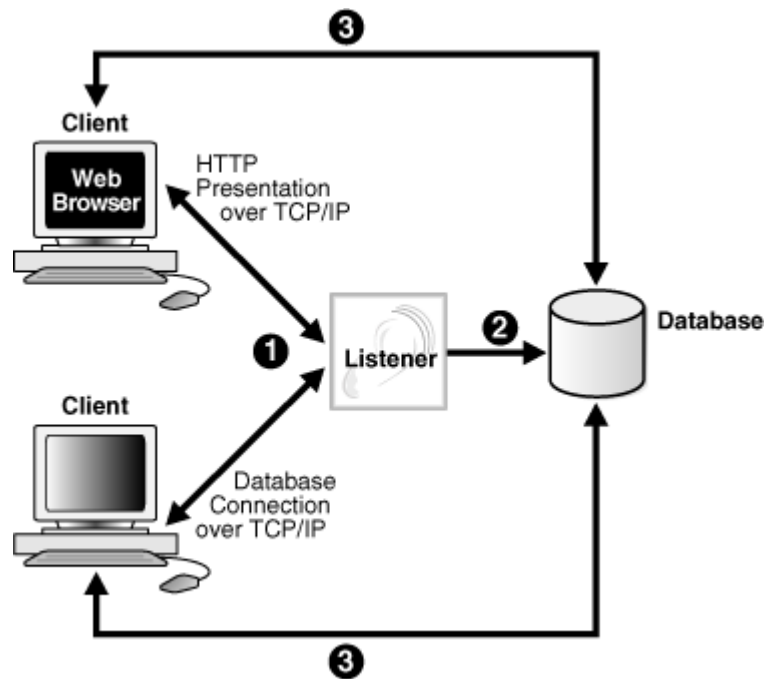 3
Client
Web
Browser
HTTP
Presentation
over TCP/IP
1
Listener
2
Database
Client
Database
Connection
over TCP/IP
3